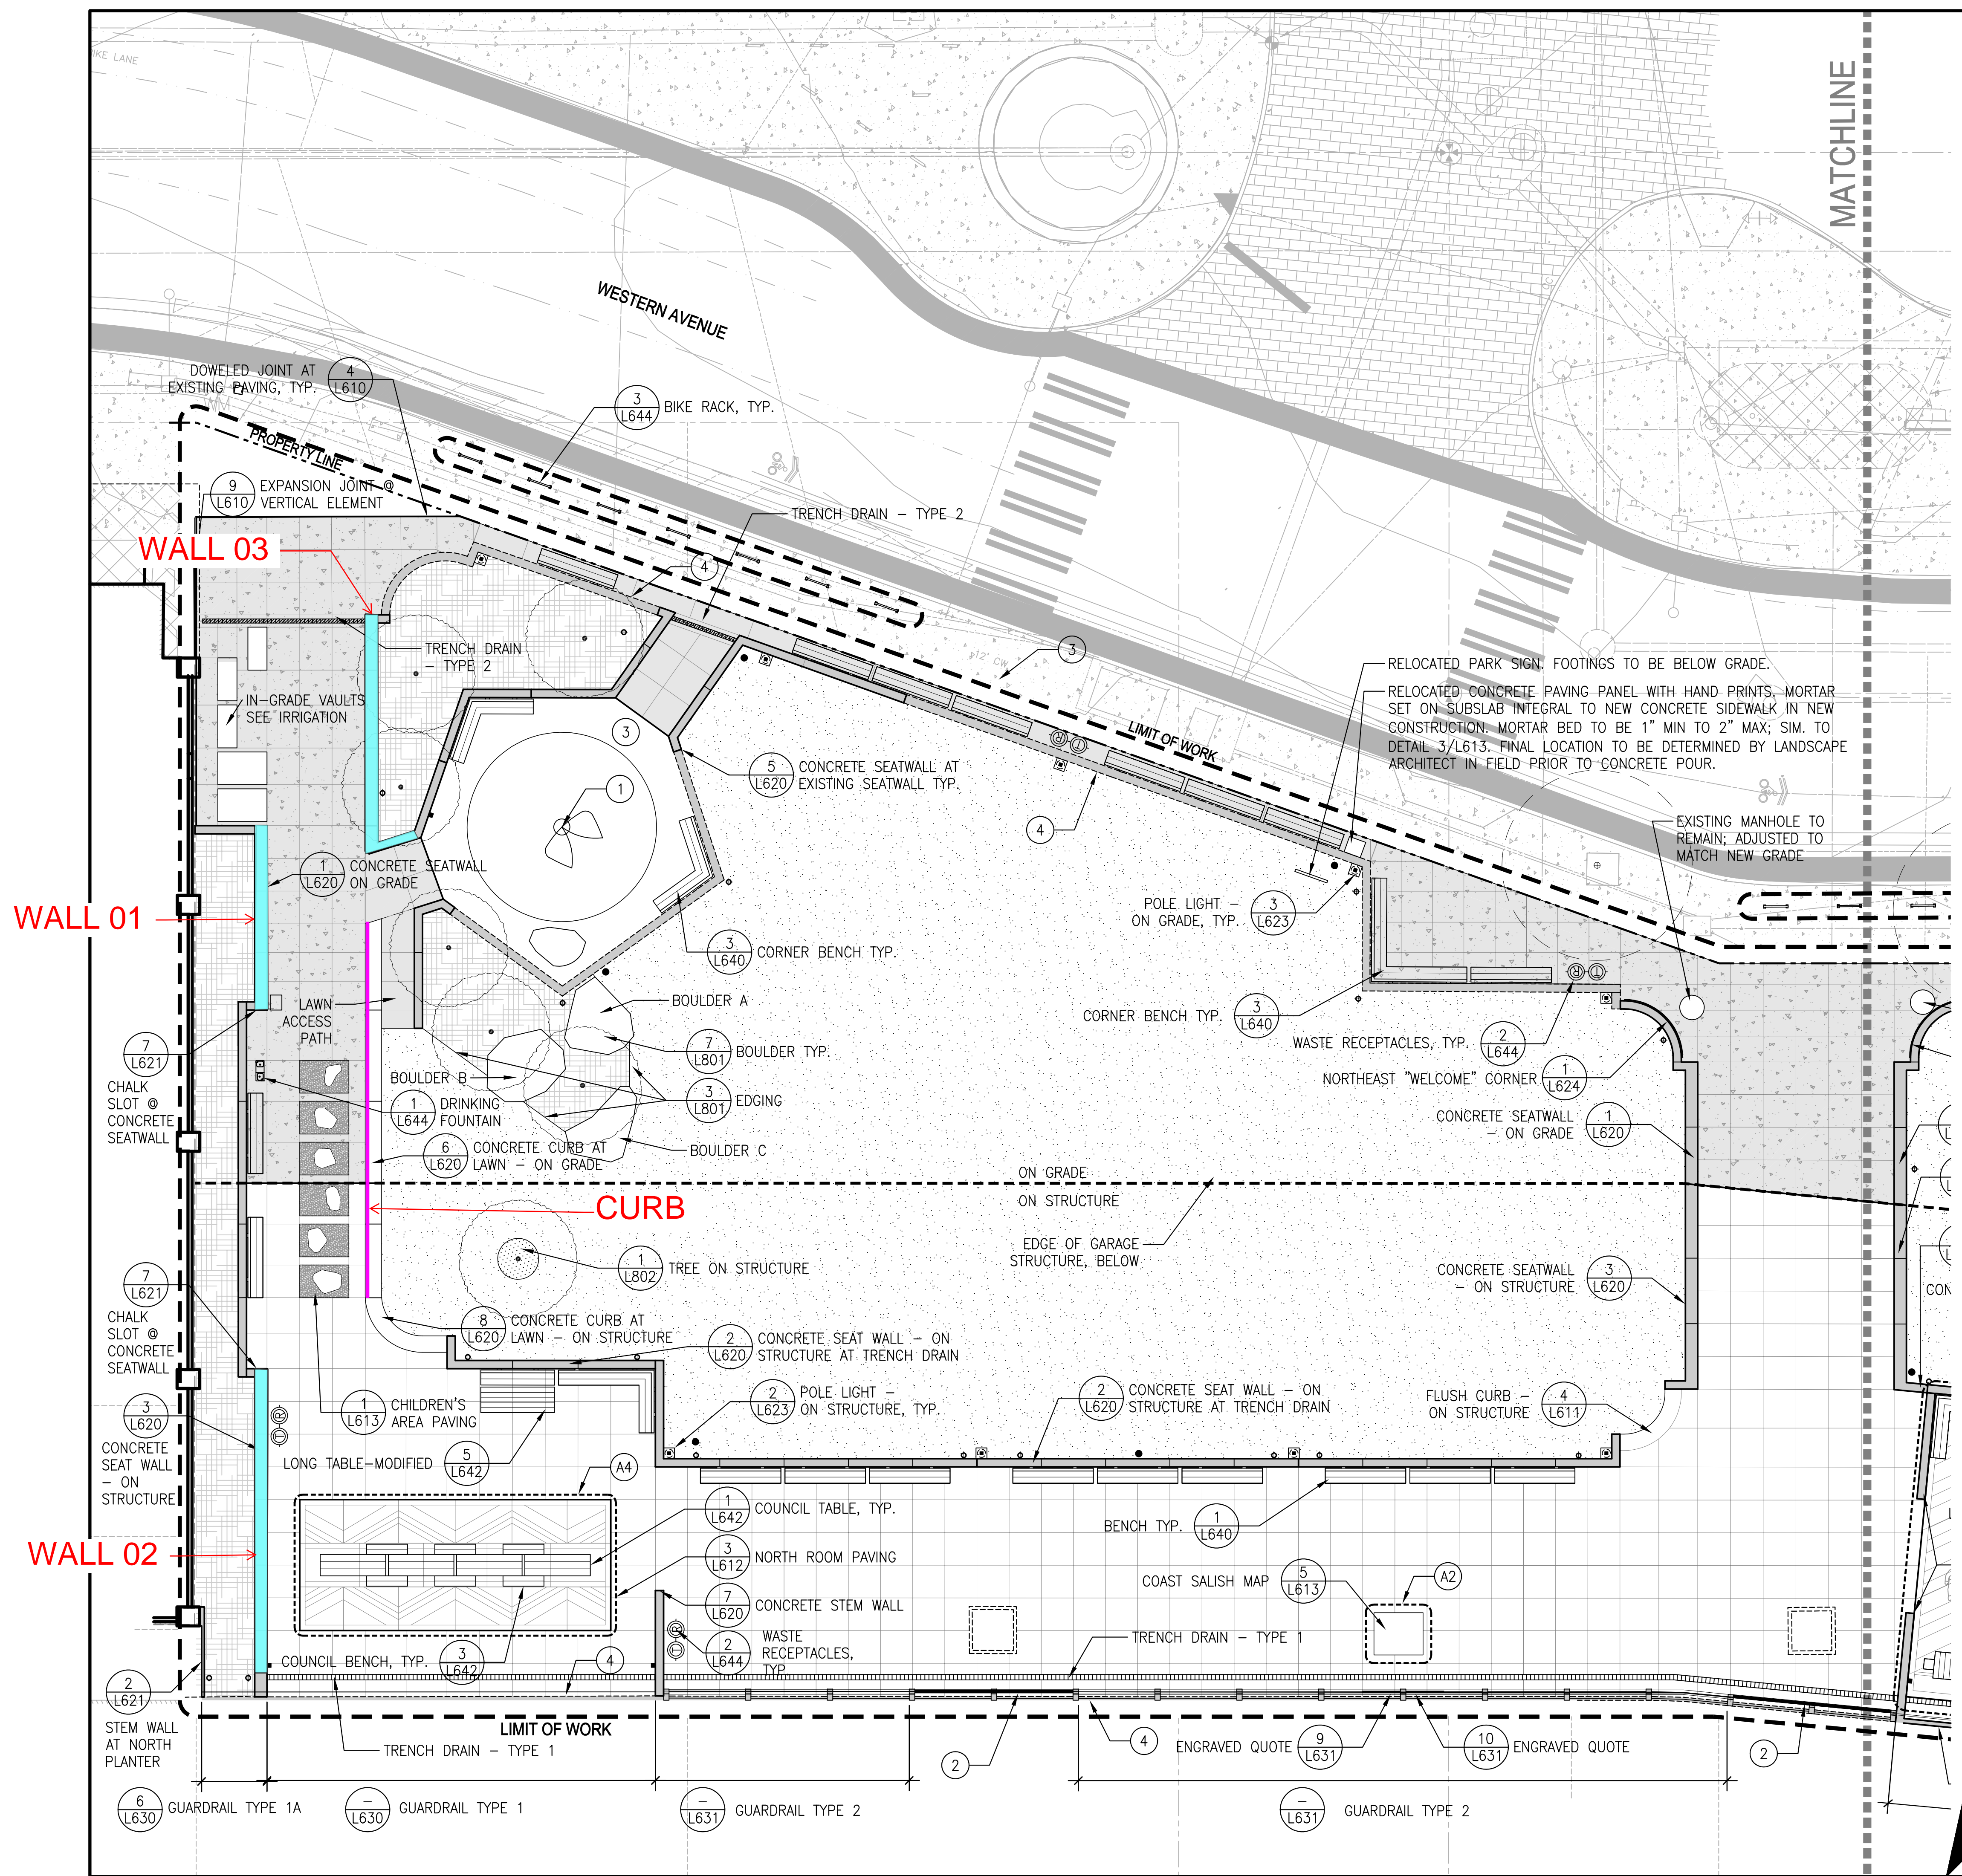 BIKE LANE
MATCHLINE
WESTERN AVENUE
DOWELED JOINT AT
EXISTING PAVING, TYP.
4
L610
3
L644
BIKE RACK, TYP.
PROPERTY LINE
9
L610
EXPANSION JOINT @
VERTICAL ELEMENT
TRENCH DRAIN – TYPE 2
WALL 03
4
TRENCH DRAIN
– TYPE 2
12' CW
3
RELOCATED PARK SIGN. FOOTINGS TO BE BELOW GRADE.
RELOCATED CONCRETE PAVING PANEL WITH HAND PRINTS. MORTAR
SET ON SUBSLAB INTEGRAL TO NEW CONCRETE SIDEWALK IN NEW
CONSTRUCTION. MORTAR BED TO BE 1" MIN TO 2" MAX; SIM. TO
DETAIL 3/L613. FINAL LOCATION TO BE DETERMINED BY LANDSCAPE
ARCHITECT IN FIELD PRIOR TO CONCRETE POUR.
IN-GRADE VAULTS
SEE IRRIGATION
3
R T
LIMIT OF WORK
5
L620
CONCRETE SEATWALL AT
EXISTING SEATWALL TYP.
1
4
EXISTING MANHOLE TO
REMAIN; ADJUSTED TO
MATCH NEW GRADE
1
L620
CONCRETE SEATWALL
ON GRADE
WALL 01
POLE LIGHT –
ON GRADE, TYP.
3
L623
3
L640
CORNER BENCH TYP.
R T
LAWN
ACCESS
PATH
BOULDER A
CORNER BENCH TYP.
3
L640
7
L621
CHALK
SLOT @
CONCRETE
SEATWALL
7
L801
BOULDER TYP.
WASTE RECEPTACLES, TYP.
2
L644
BOULDER B
NORTHEAST "WELCOME" CORNER
1
L624
1
L644
DRINKING
FOUNTAIN
3
L801
EDGING
CONCRETE SEATWALL
– ON GRADE
1
L620
6
L620
CONCRETE CURB AT
LAWN – ON GRADE
BOULDER C
ON GRADE
ON STRUCTURE
CURB
EDGE OF GARAGE
STRUCTURE, BELOW
1
L802
TREE ON STRUCTURE
CONCRETE SEATWALL
– ON STRUCTURE
3
L620
CON
7
L621
CHALK
SLOT @
CONCRETE
SEATWALL
8
L620
CONCRETE CURB AT
LAWN – ON STRUCTURE
2
L620
CONCRETE SEAT WALL – ON
STRUCTURE AT TRENCH DRAIN
1
L613
CHILDREN'S
AREA PAVING
2
L623
POLE LIGHT –
ON STRUCTURE, TYP.
2
L620
CONCRETE SEAT WALL – ON
STRUCTURE AT TRENCH DRAIN
FLUSH CURB –
ON STRUCTURE
4
L611
3
L620
CONCRETE
SEAT WALL
– ON
STRUCTURE
T R
LONG TABLE-MODIFIED
5
L642
A4
1
L642
COUNCIL TABLE, TYP.
BENCH TYP.
1
L640
WALL 02
3
L612
NORTH ROOM PAVING
COAST SALISH MAP
5
L613
A2
7
L620
CONCRETE STEM WALL
T R
2
L644
WASTE
RECEPTACLES,
TYP.
TRENCH DRAIN – TYPE 1
COUNCIL BENCH, TYP.
3
L642
4
2
L621
STEM WALL
AT NORTH
PLANTER
LIMIT OF WORK
TRENCH DRAIN – TYPE 1
2
4
ENGRAVED QUOTE
9
L631
10
L631
ENGRAVED QUOTE
2
6
L630
GUARDRAIL TYPE 1A
–
L630
GUARDRAIL TYPE 1
–
L631
GUARDRAIL TYPE 2
–
L631
GUARDRAIL TYPE 2